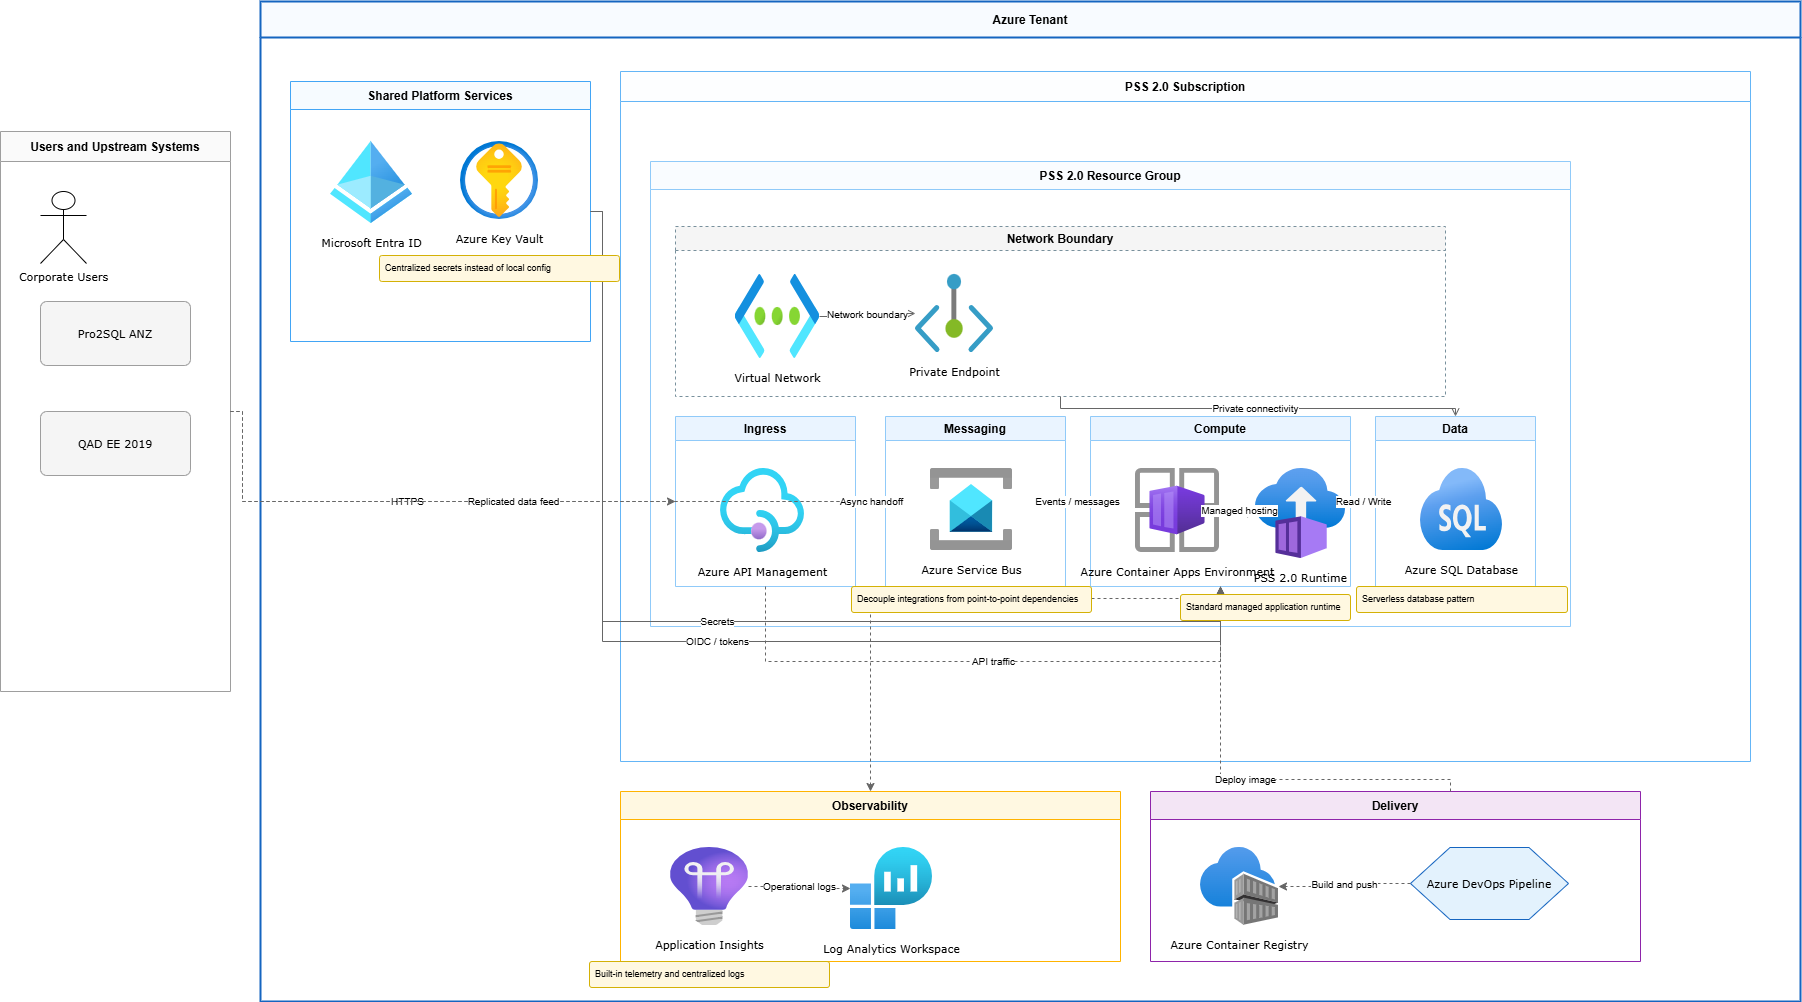 Azure Tenant
Users and Upstream Systems
Corporate Users
Pro2SQL ANZ
QAD EE 2019
Shared Platform Services
Microsoft Entra ID
Azure Key Vault
Centralized secrets instead of local config
PSS 2.0 Subscription
PSS 2.0 Resource Group
Network Boundary
Network boundary
Virtual Network
Private Endpoint
Private connectivity
Ingress
Messaging
Compute
Data
HTTPS
Replicated data feed
Async handoff
Events / messages
Managed hosting
Read / Write
SQL
Azure API Management
Azure Service Bus
Azure Container Apps Environment
PSS 2.0 Runtime
Azure SQL Database
Decouple integrations from point-to-point dependencies
Standard managed application runtime
Serverless database pattern
Secrets
OIDC / tokens
API traffic
Deploy image
Observability
Operational logs
Application Insights
Log Analytics Workspace
Built-in telemetry and centralized logs
Delivery
Build and push
Azure DevOps Pipeline
Azure Container Registry